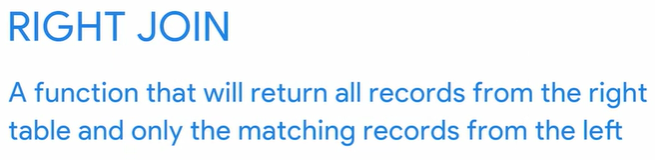 RIGHT JOIN
A function that will return all records from the right
table and only the matching records from the left